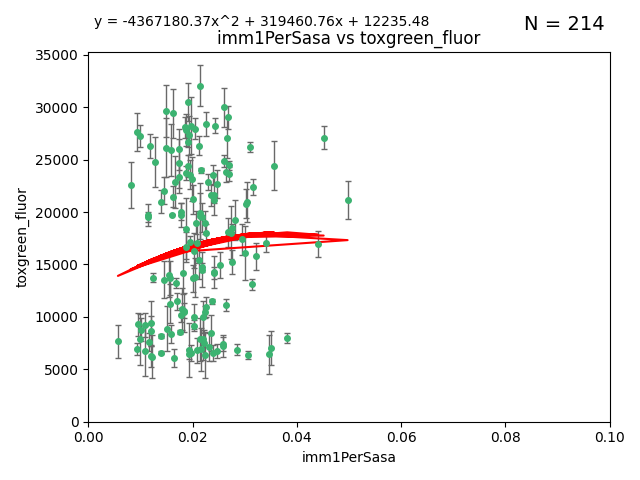 y = -4367180.37x^2 + 319460.76x + 12235.48
N = 214
imm1PerSasa vs toxgreen_fluor
35000
30000
25000
20000
15000
10000
5000
0
toxgreen_fluor
0.00 0.02 0.04 0.06 0.08 0.10
imm1PerSasa